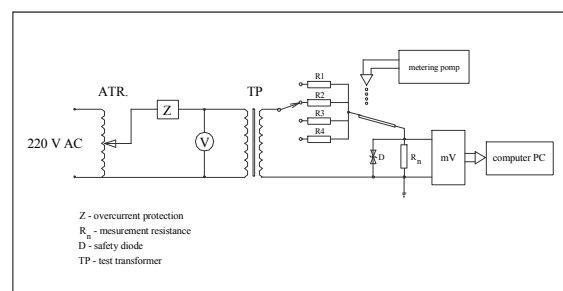 ATR.
Z
TP
R1
R2
R3
R4
metering pump
220 V AC
V
D
Rn
mV
computer PC
Z - overcurrent protection
Rn - mesurement resistance
D - safety diode
TP - test transformer